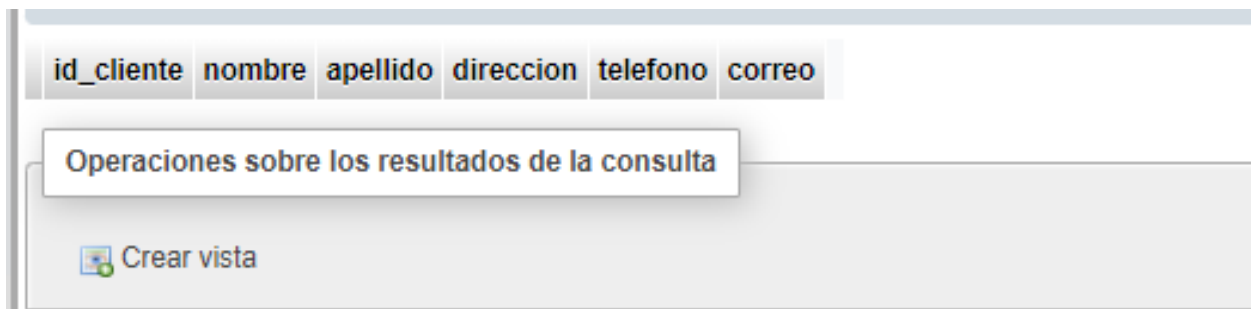 id_cliente nombre apellido direccion telefono correo
Operaciones sobre los resultados de la consulta
Crear vista